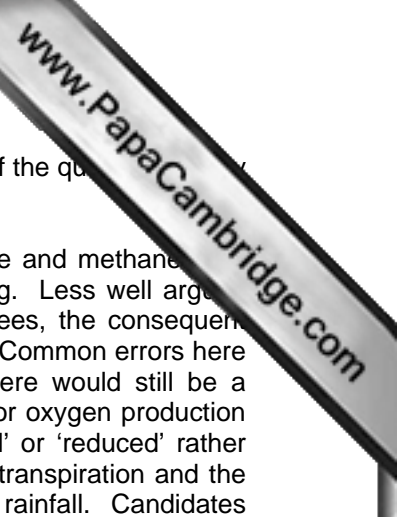 www.PapaCambridge.com
f the qu
e and methane
g. Less well arg
ees, the consequent
Common errors here
ere would still be a
or oxygen production
' or ‘reduced’ rather
transpiration and the
rainfall. Candidates